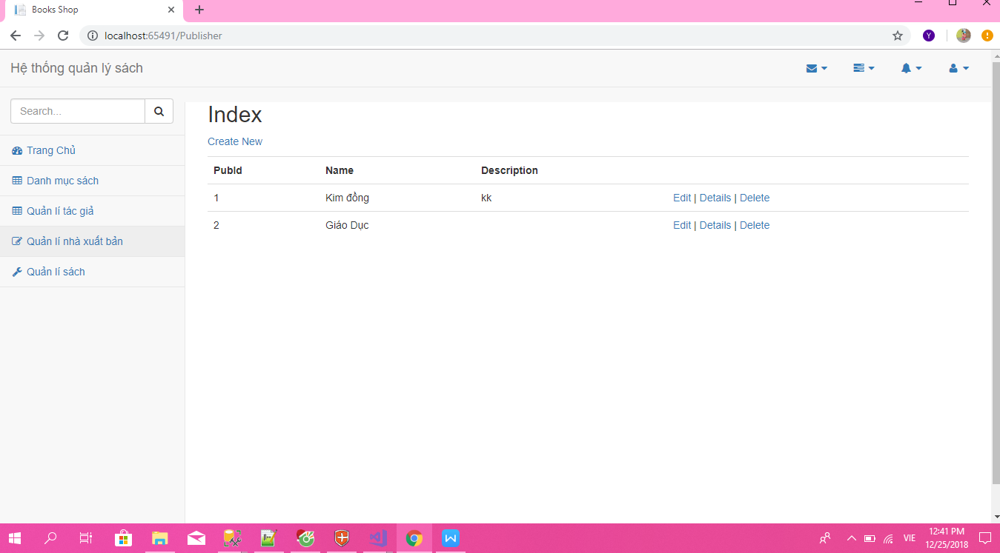 Books Shop
localhost:65491/Publisher
Y
Hệ thống quản lý sách
Search...
Trang Chủ
Danh mục sách
Quản lí tác giả
Quản lí nhà xuất bản
Quản lí sách
Index
Create New
PubId Name Description
1 Kim đồng kk Edit | Details | Delete
2 Giáo Dục Edit | Details | Delete
VIE
12:41 PM
12/25/2018